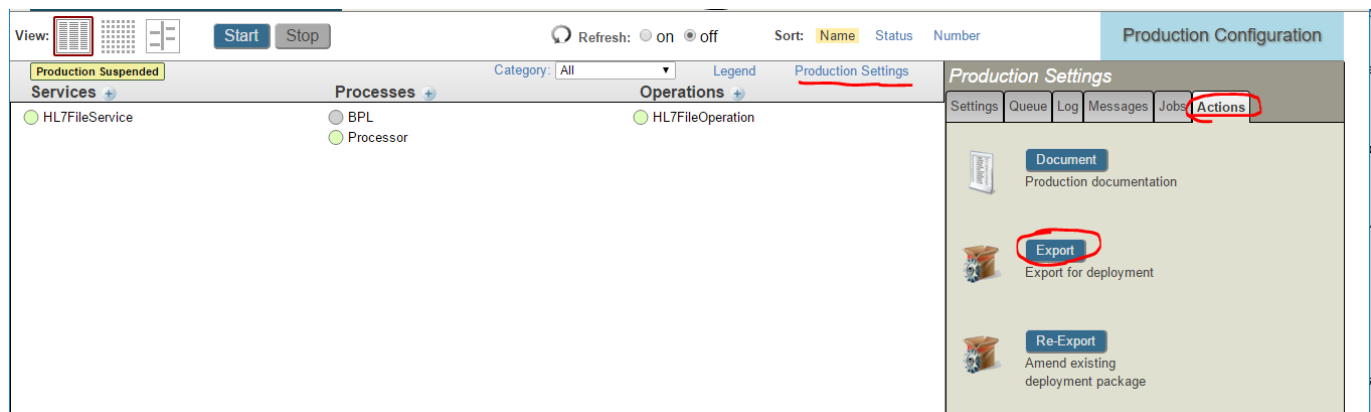 View:
Start Stop
Refresh: on off
Sort: Name Status Number
Production Configuration
Production Suspended
Category: All
Legend
Production Settings
Services
Processes
Operations
HL7FileService
BPL
HL7FileOperation
Processor
Production Settings
Settings Queue Log Messages Jobs Actions
Document
Production documentation
Export
Export for deployment
Re-Export
Amend existing
deployment package